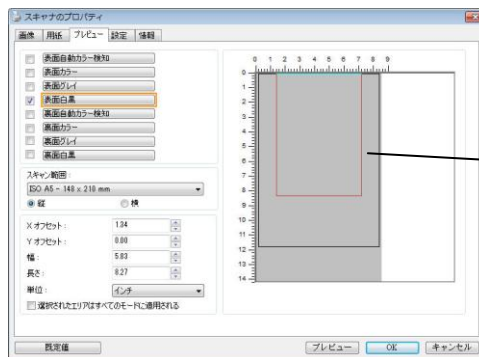 スキャナのプロパティ
画像 用紙 プレビュー 設定 情報
表面自動カラー検知
表面カラー
表面グレイ
表面白黒
裏面自動カラー検知
裏面カラー
裏面グレイ
裏面白黒
スキャン範囲:
ISO A5 - 148 x 210 mm
縦 横
Xオフセット: 1.34
Yオフセット: 0.00
幅: 5.83
長さ: 8.27
単位: インチ
選択されたエリアはすべてのモードに適用される
0 1 2 3 4 5 6 7 8 9
0
1
2
3
4
5
6
7
8
9
10
11
12
13
14
既定値 プレビュー OK キャンセル